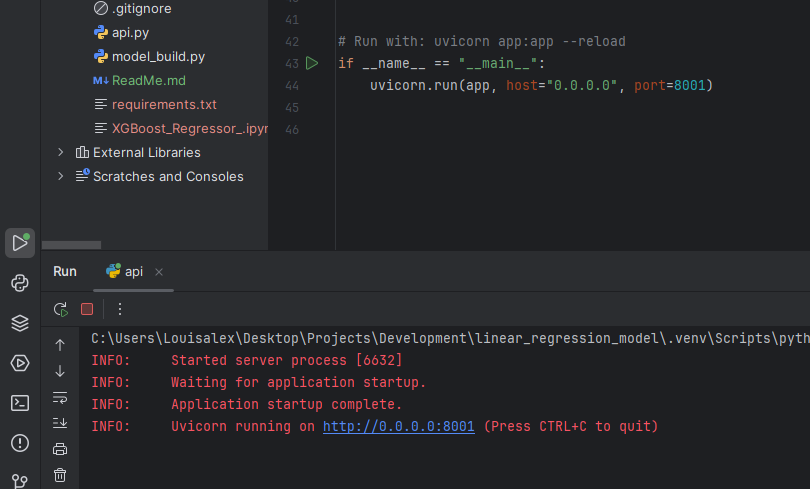 .gitignore
api.py
model_build.py
M↓ ReadMe.md
requirements.txt
XGBoost_Regressor_.ipyn
External Libraries
Scratches and Consoles
41
42 # Run with: uvicorn app:app --reload
43 if __name__ == "__main__":
44 uvicorn.run(app, host="0.0.0.0", port=8001)
45
46
Run api
C:\Users\Louisalex\Desktop\Projects\Development\linear_regression_model\.venv\Scripts\pyth
INFO: Started server process [6632]
INFO: Waiting for application startup.
INFO: Application startup complete.
INFO: Uvicorn running on http://0.0.0.0:8001 (Press CTRL+C to quit)